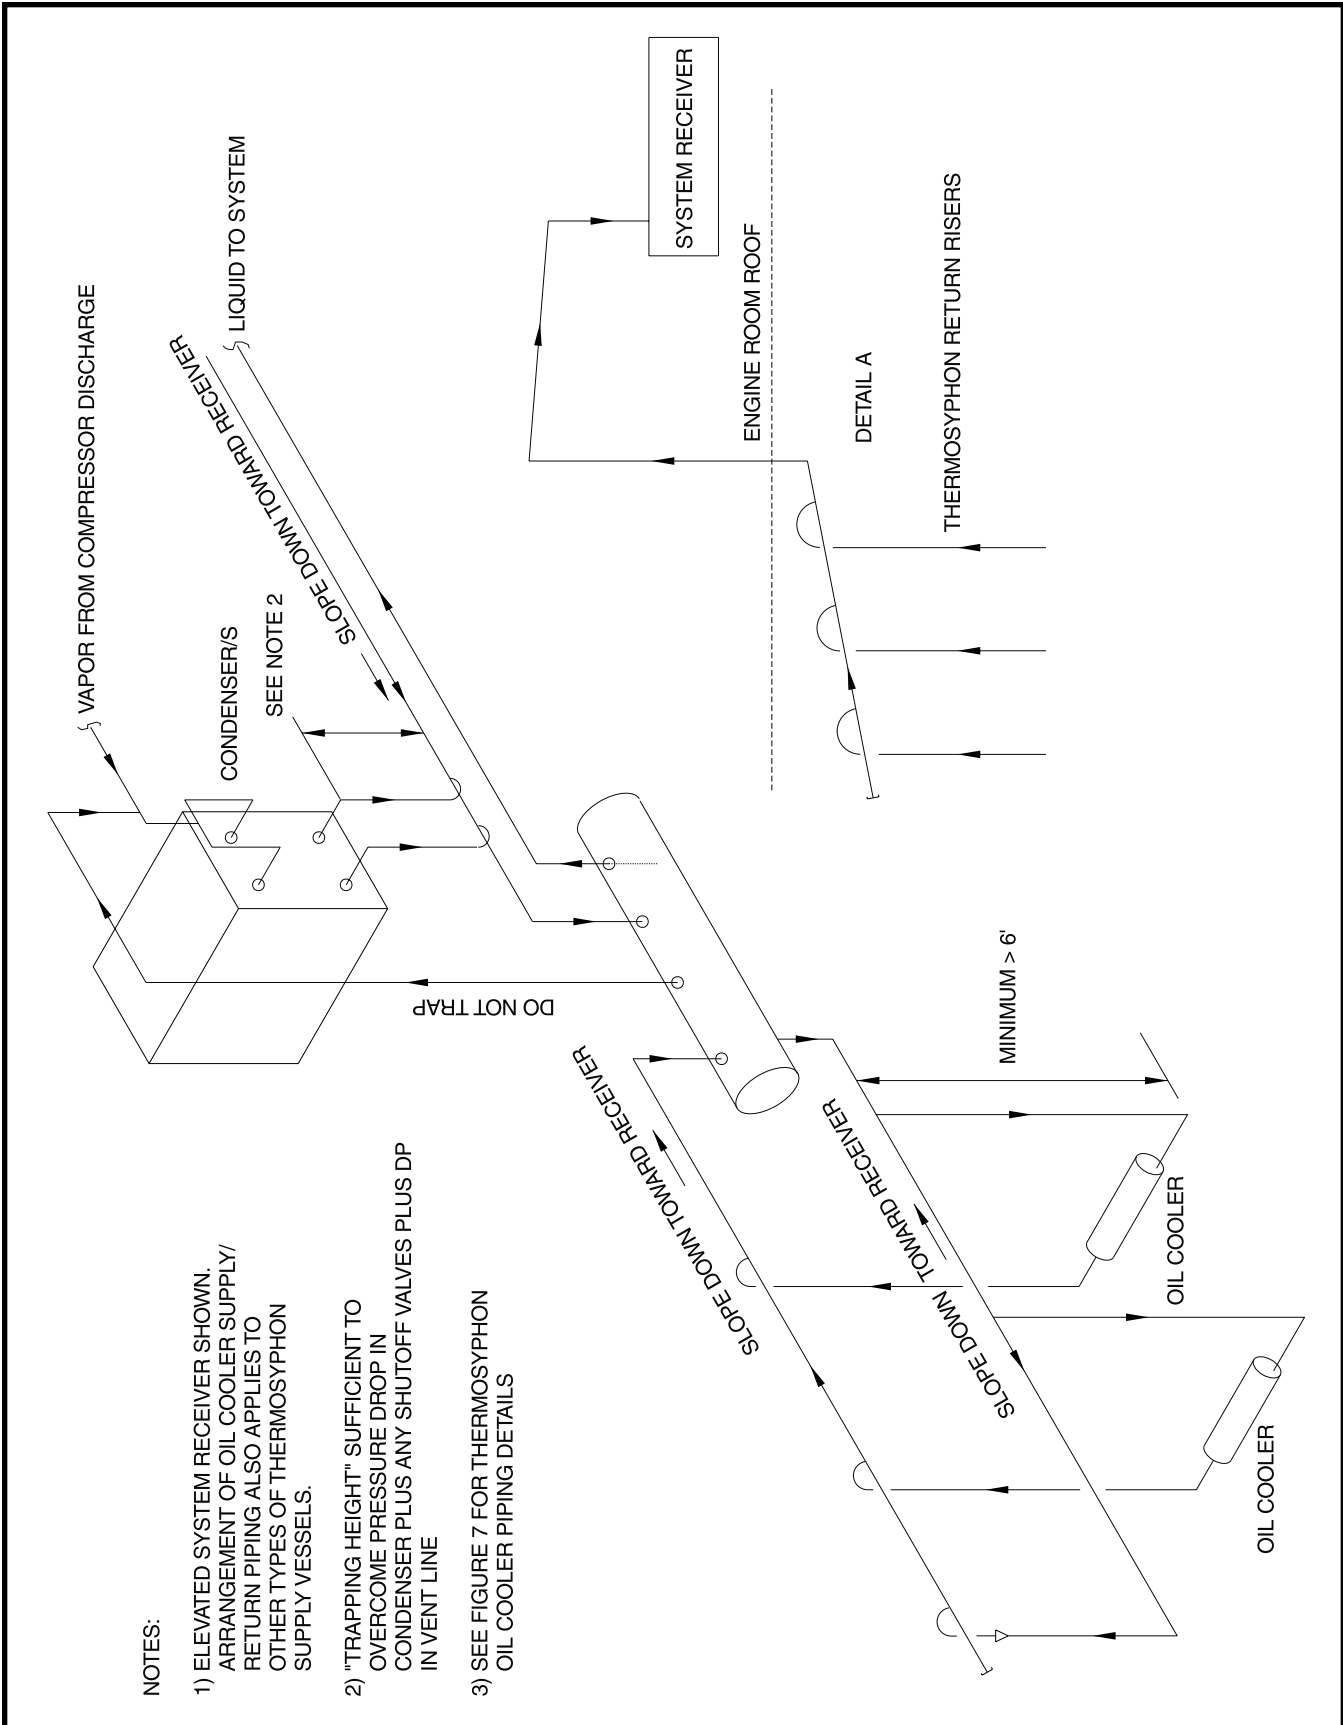 NOTES:
1) ELEVATED SYSTEM RECEIVER SHOWN.
ARRANGEMENT OF OIL COOLER SUPPLY/
RETURN PIPING ALSO APPLIES TO
OTHER TYPES OF THERMOSYPHON
SUPPLY VESSELS.
2) "TRAPPING HEIGHT" SUFFICIENT TO
OVERCOME PRESSURE DROP IN
CONDENSER PLUS ANY SHUTOFF VALVES PLUS DP
IN VENT LINE
3) SEE FIGURE 7 FOR THERMOSYPHON
OIL COOLER PIPING DETAILS
VAPOR FROM COMPRESSOR DISCHARGE
CONDENSER/S
SEE NOTE 2
LIQUID TO SYSTEM
SLOPE DOWN TOWARD RECEIVER
DO NOT TRAP
SLOPE DOWN TOWARD RECEIVER
SLOPE DOWN TOWARD RECEIVER
MINIMUM > 6'
OIL COOLER
OIL COOLER
SYSTEM RECEIVER
ENGINE ROOM ROOF
DETAIL A
THERMOSYPHON RETURN RISERS